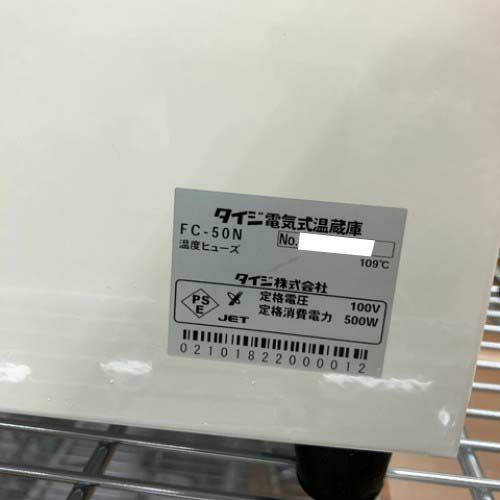 タイジ電気式温蔵庫
FC-50N No.
温度ヒューズ 109℃
タイジ株式会社
PS E 定格電圧 100V
JET 定格消費電力 500W
02101822000012